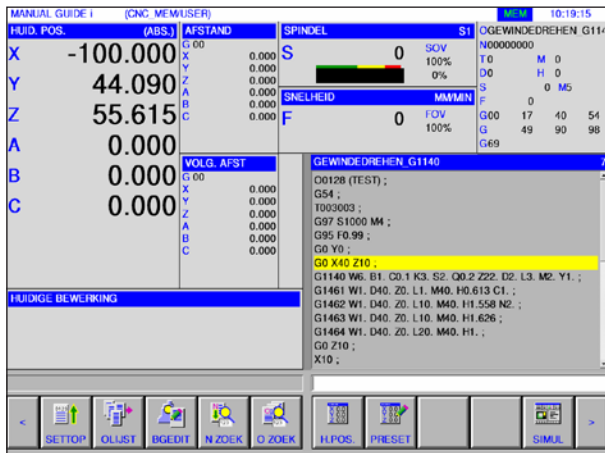 MANUAL GUIDE i (CNC_MEM/USER) MEM 10:19:15
HUID. POS. (ABS.)
X -100.000
Y 44.090
Z 55.615
A 0.000
B 0.000
C 0.000
AFSTAND
G 00
X 0.000
Y 0.000
Z 0.000
A 0.000
B 0.000
C 0.000
SPINDEL S1
S 0 SOV
100%
0%
SNELHEID MM/MIN
F 0 FOV
100%
OGEWINDEDREHEN G114
N00000000
T 0 M 0
D 0 H 0
S 0 M5
F 0
G00 17 40 54
G 49 90 98
G69
VOLG. AFST
G 00
X 0.000
Y 0.000
Z 0.000
A 0.000
B 0.000
C 0.000
GEWINDEDREHEN_G1140 7
O0128 (TEST) ;
G54 ;
T003003 ;
G97 S1000 M4 ;
G95 F0.99 ;
G0 Y0 ;
G0 X40 Z10 ;
G1140 W6. B1. C0.1 K3. S2. Q0.2 Z22. D2. L3. M2. Y1. ;
G1461 W1. D40. Z0. L1. M40. H0.613 C1. ;
G1462 W1. D40. Z0. L10. M40. H1.558 N2. ;
G1463 W1. D40. Z0. L10. M40. H1.626 ;
G1464 W1. D40. Z0. L20. M40. H1. ;
G0 Z10 ;
X10 ;
HUIDIGE BEWERKING
< SETTOP OLIJST BGEDIT N ZOEK O ZOEK H.POS. PRESET SIMUL >